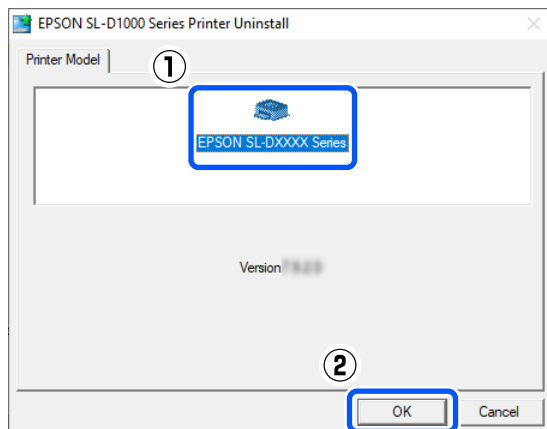 EPSON SL-D1000 Series Printer Uninstall
Printer Model
①
EPSON SL-DXXXX Series
Version
②
OK
Cancel